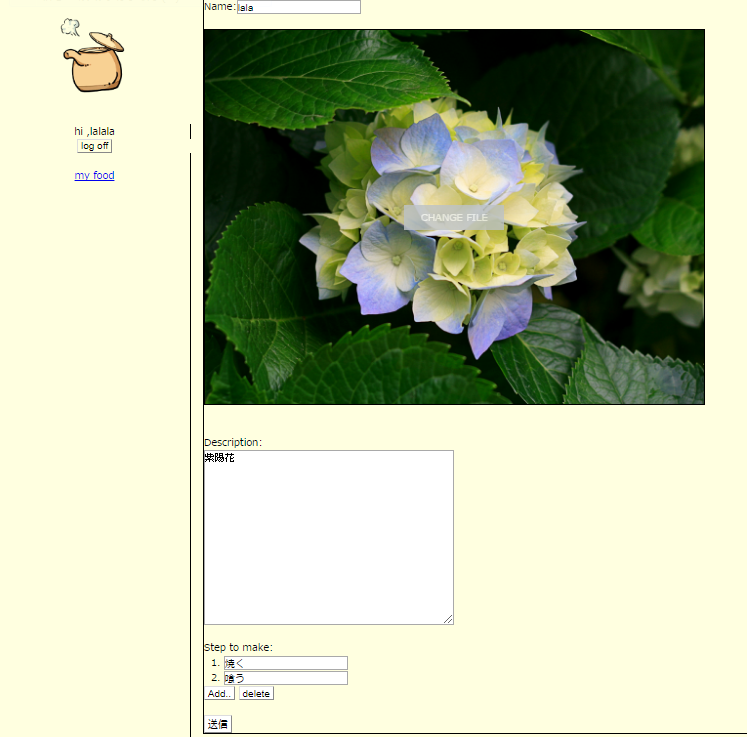 hi ,lalala
log off
my food
Name: lala
CHANGE FILE
Description:
紫陽花
Step to make:
1. 焼く
2. 喰う
Add.. delete
送信